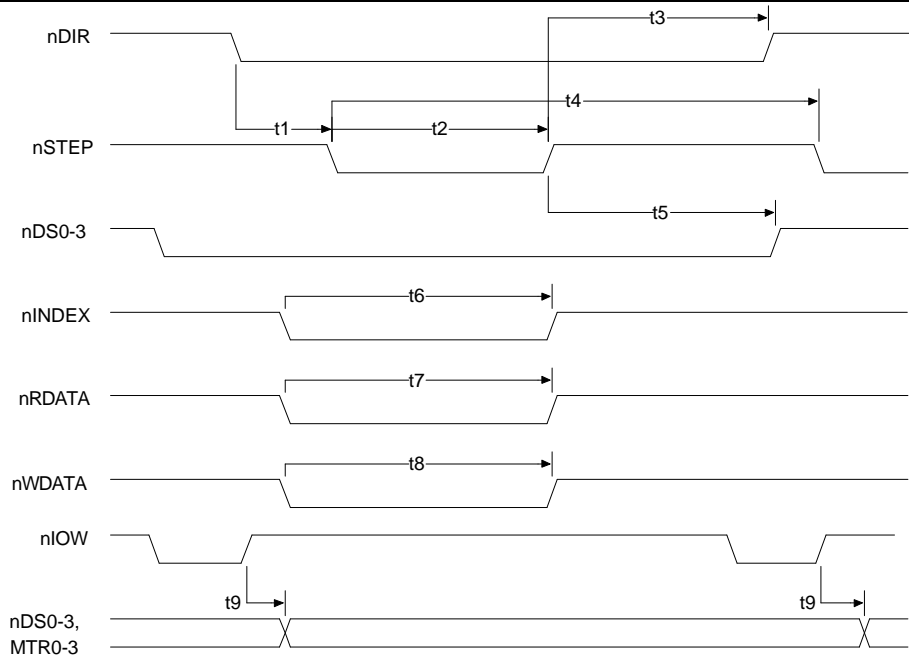 t3
nDIR
t4
t1
t2
nSTEP
t5
nDS0-3
t6
nINDEX
t7
nRDATA
t8
nWDATA
nIOW
t9
t9
nDS0-3,
MTR0-3